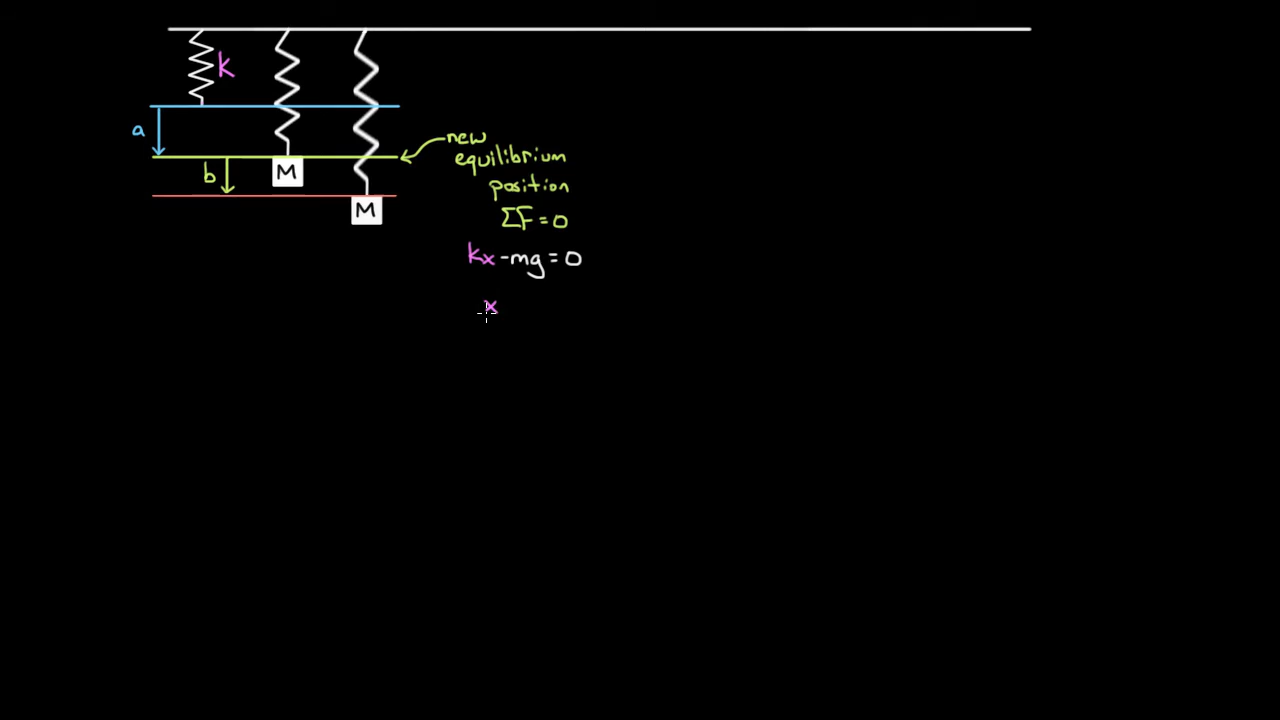 k
a
b
M
M
new
equilibrium
position
ΣF = 0
kx - mg = 0
x